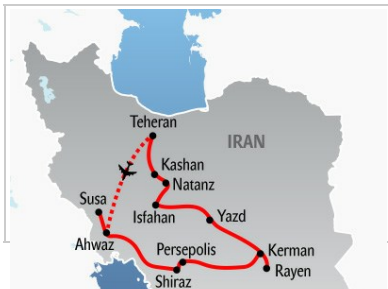 Teheran
IRAN
Kashan
Natanz
Susa
Isfahan
Yazd
Ahwaz
Persepolis
Kerman
Shiraz
Rayen